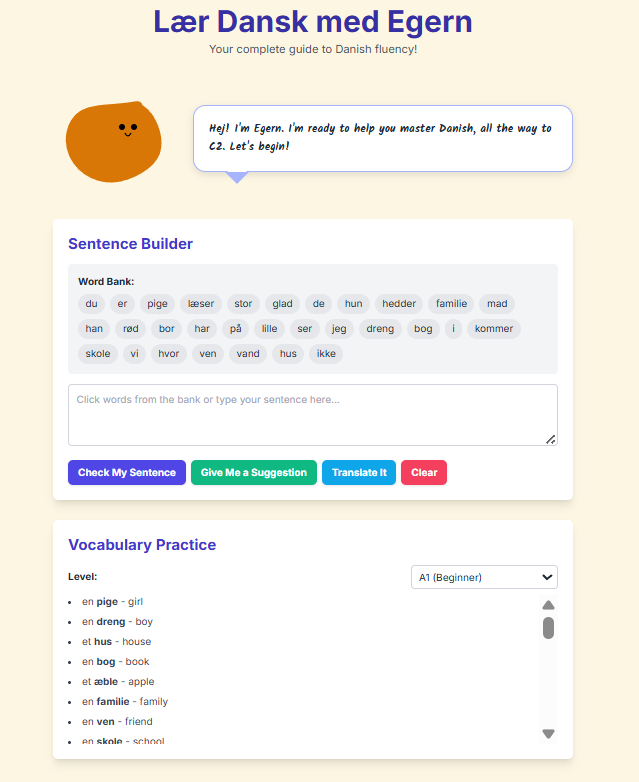 Lær Dansk med Egern
Your complete guide to Danish fluency!
Hej! I'm Egern. I'm ready to help you master Danish, all the way to
C2. Let's begin!
Sentence Builder
Word Bank:
du er pige læser stor glad de hun hedder familie mad
han rød bor har på lille ser jeg dreng bog i kommer
skole vi hvor ven vand hus ikke
Click words from the bank or type your sentence here...
Check My Sentence Give Me a Suggestion Translate It Clear
Vocabulary Practice
Level: A1 (Beginner)
en pige - girl
en dreng - boy
et hus - house
en bog - book
et æble - apple
en familie - family
en ven - friend
en skole - school